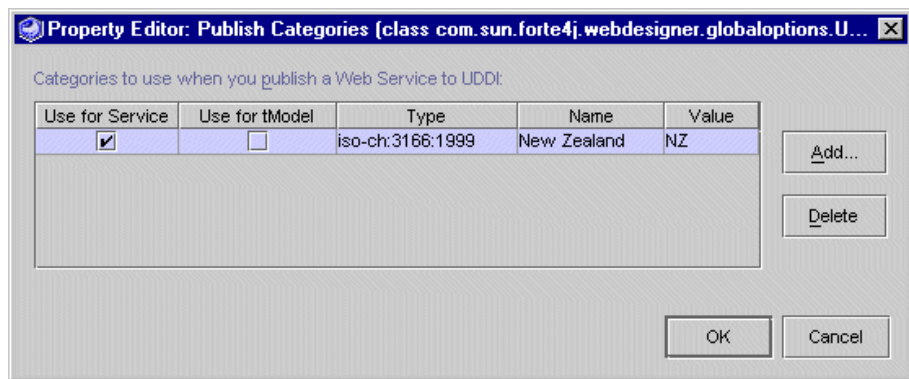 Property Editor: Publish Categories (class com.sun.forte4j.webdesigner.globaloptions.U...
Categories to use when you publish a Web Service to UDDI:
Use for Service Use for tModel Type Name Value
iso-ch:3166:1999 New Zealand NZ
Add...
Delete
OK Cancel